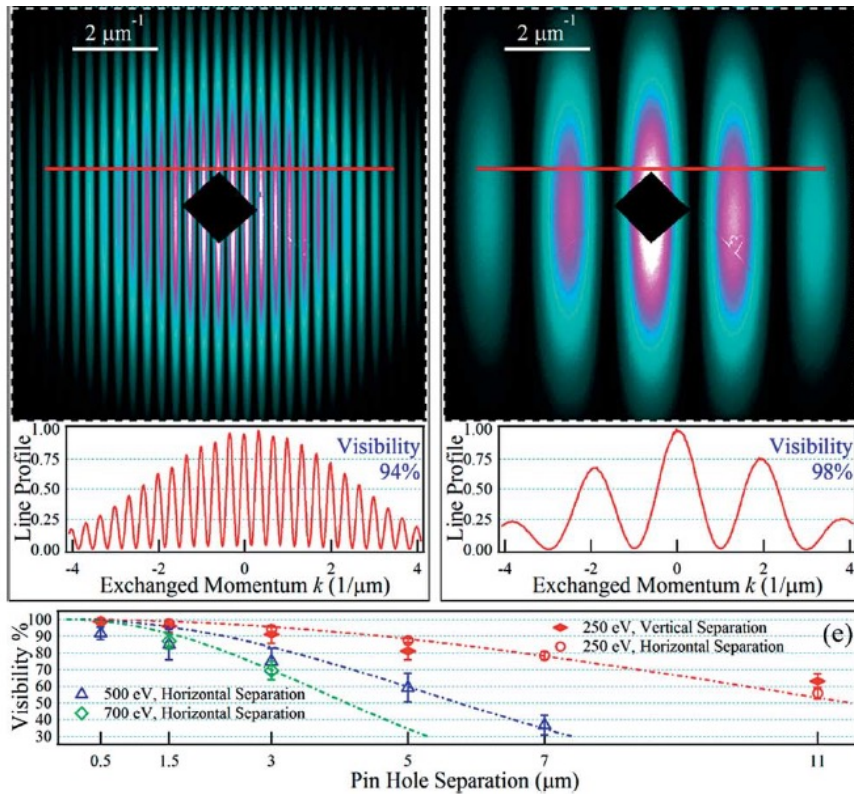 2 μm⁻¹
2 μm⁻¹
Line Profile
1.00
0.75
0.50
0.25
0.00
Visibility
94%
-4
-2
0
2
4
Exchanged Momentum k (1/μm)
Line Profile
1.00
0.75
0.50
0.25
0.00
Visibility
98%
-4
-2
0
2
4
Exchanged Momentum k (1/μm)
Visibility %
100
90
80
70
60
50
40
30
(e)
250 eV, Vertical Separation
250 eV, Horizontal Separation
500 eV, Horizontal Separation
700 eV, Horizontal Separation
0.5
1.5
3
5
7
11
Pin Hole Separation (μm)